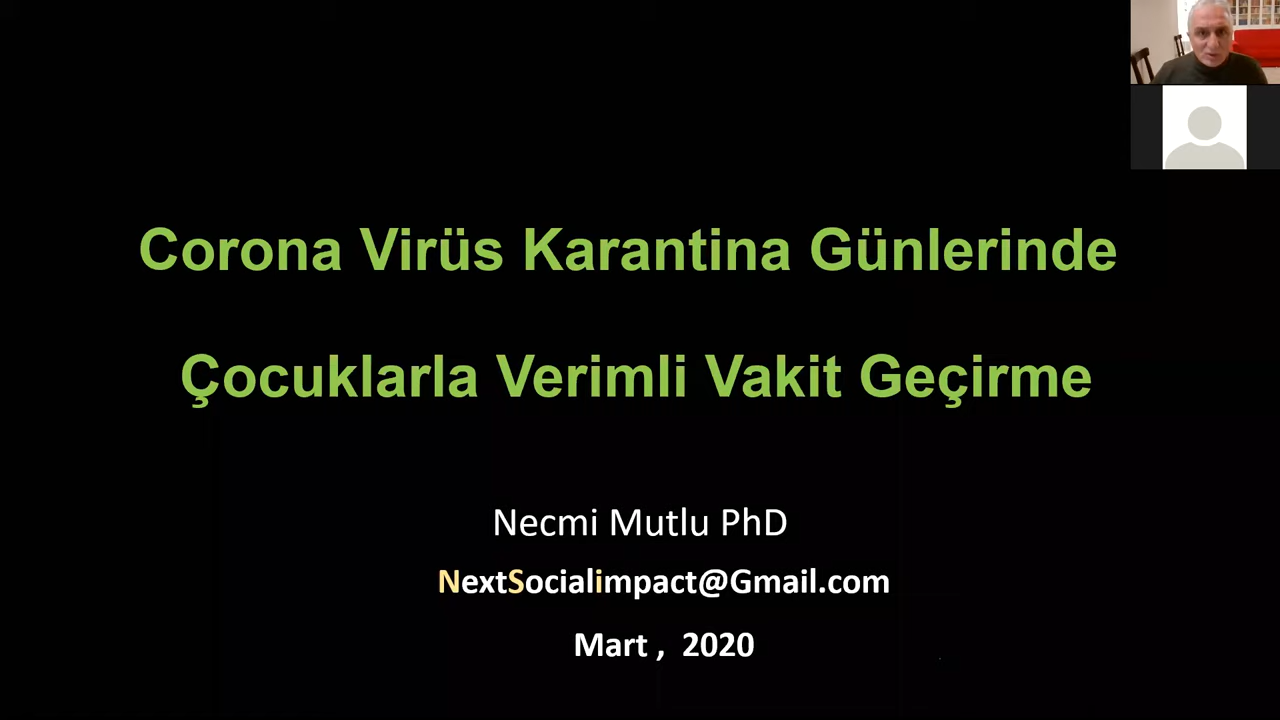 Corona Virüs Karantina Günlerinde
Çocuklarla Verimli Vakit Geçirme
Necmi Mutlu PhD
NextSocialimpact@Gmail.com
Mart , 2020